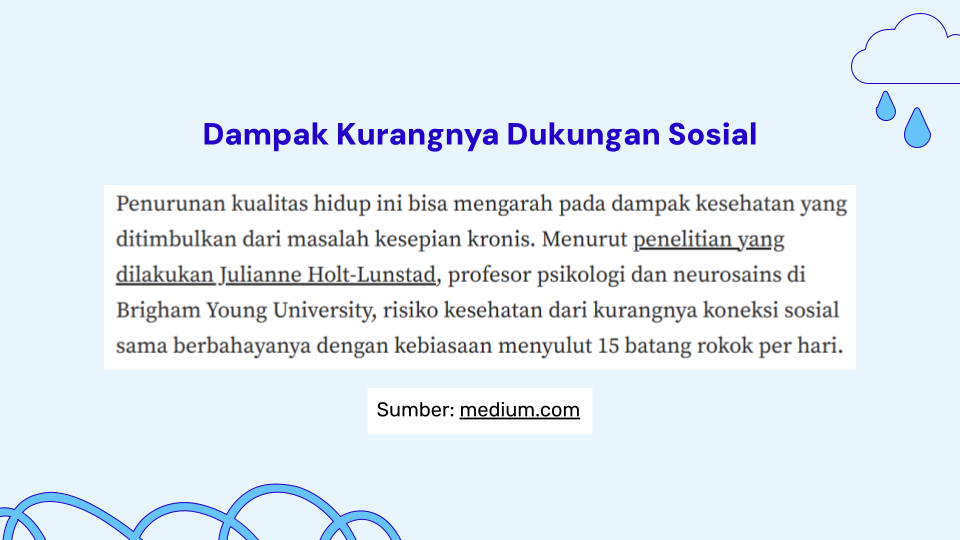 Dampak Kurangnya Dukungan Sosial
Penurunan kualitas hidup ini bisa mengarah pada dampak kesehatan yang
ditimbulkan dari masalah kesepian kronis. Menurut penelitian yang
dilakukan Julianne Holt-Lunstad, profesor psikologi dan neurosains di
Brigham Young University, risiko kesehatan dari kurangnya koneksi sosial
sama berbahayanya dengan kebiasaan menyulut 15 batang rokok per hari.
Sumber: medium.com